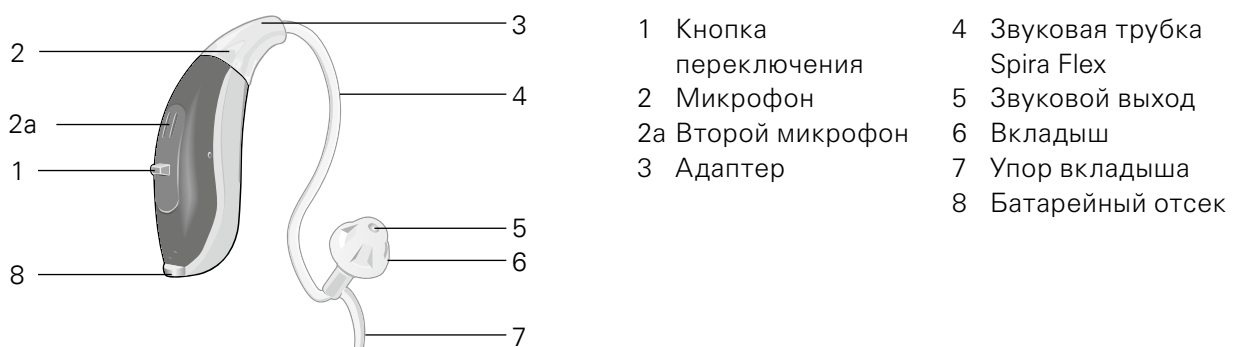 3
2
4
2a
1
5
6
8
7
1 Кнопка
переключения
2 Микрофон
2a Второй микрофон
3 Адаптер
4 Звуковая трубка
Spira Flex
5 Звуковой выход
6 Вкладыш
7 Упор вкладыша
8 Батарейный отсек